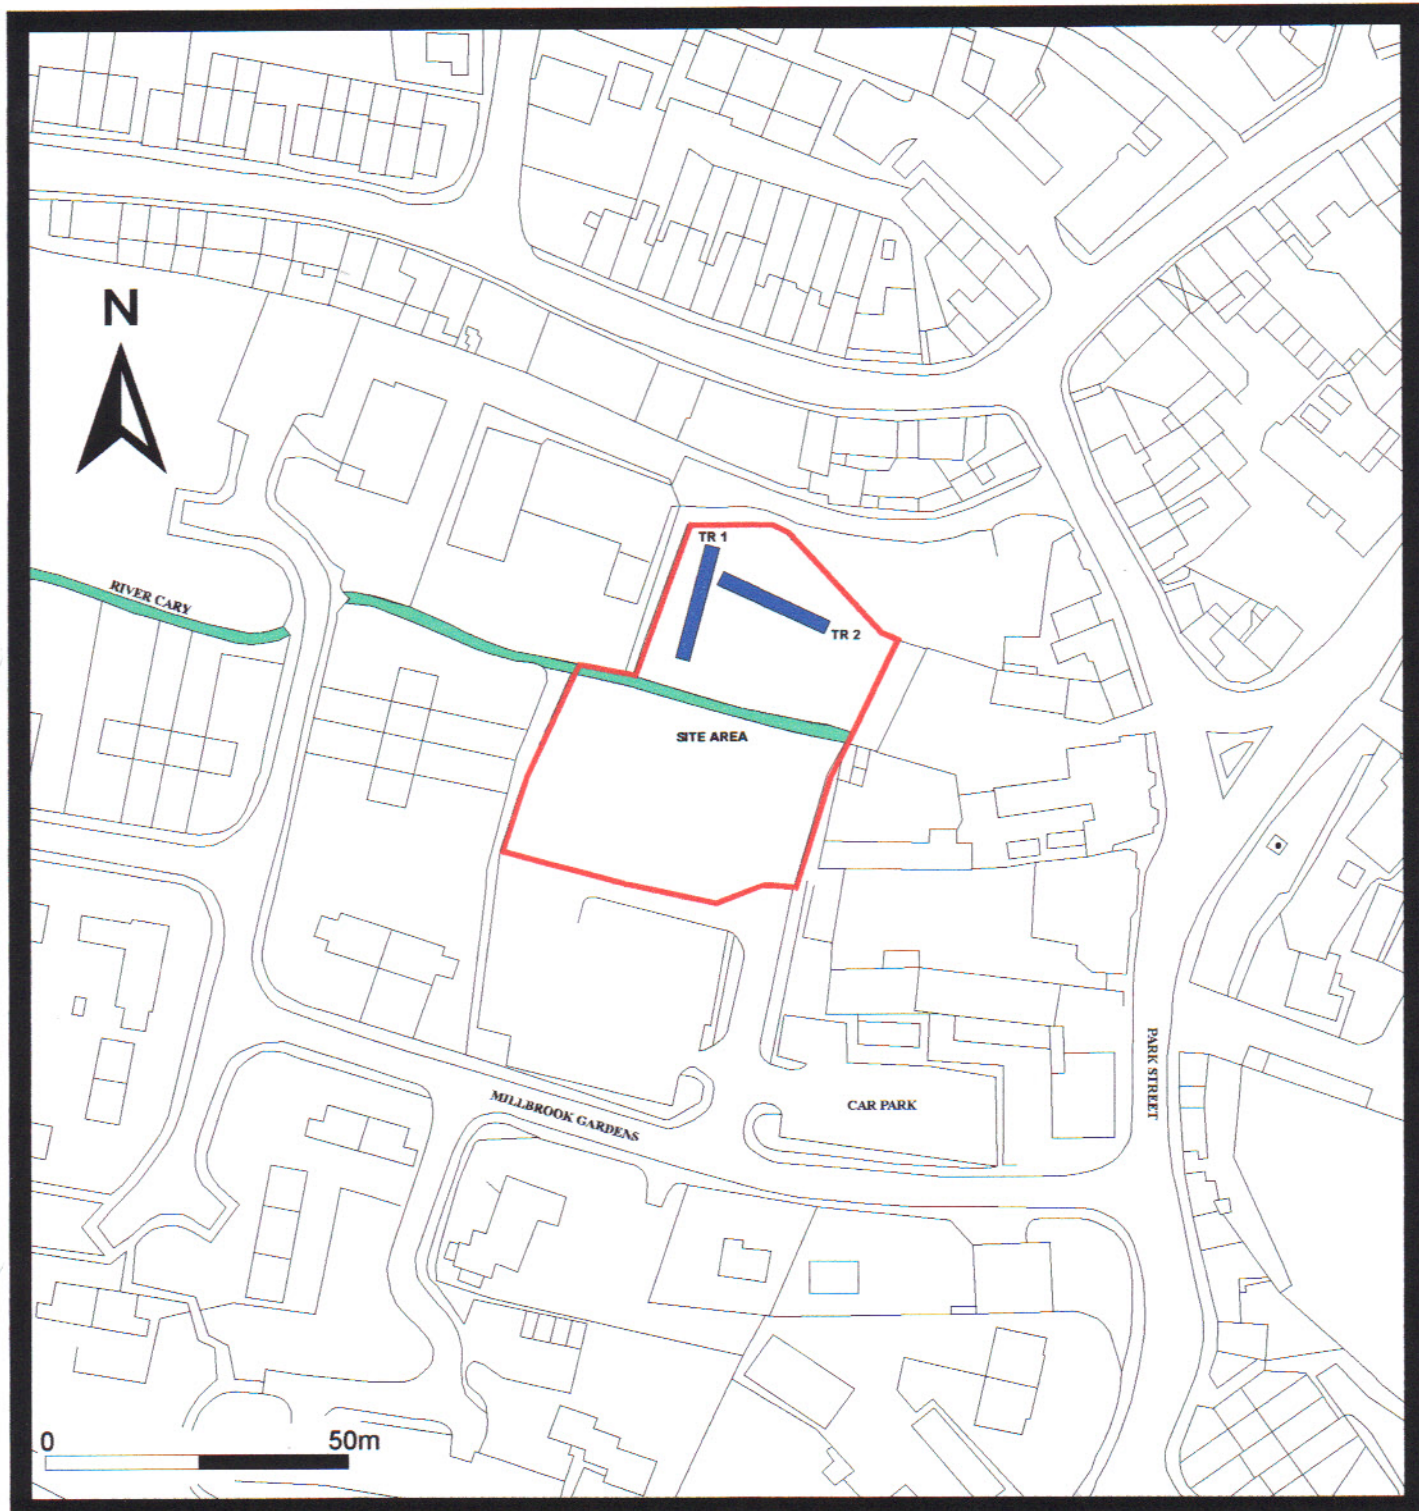 N
TR 1
RIVER CARY
TR 2
SITE AREA
PARK STREET
MILLBROOK GARDENS
CAR PARK
0 50m